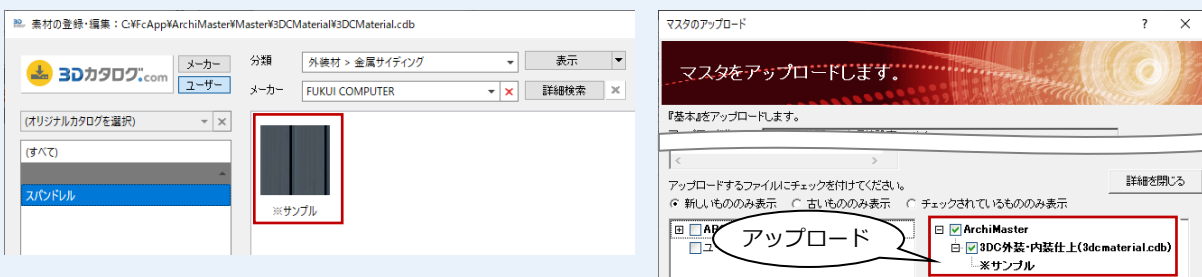 素材の登録・編集：C:¥FcApp¥ArchiMaster¥Master¥3DCMaterial¥3DCMaterial.cdb
3Dカタログ.com
メーカー
ユーザー
分類
外装材 > 金属サイディング
表示
メーカー
FUKUI COMPUTER
詳細検索
(オリジナルカタログを選択)
(すべて)
スパンドレル
※サンプル
マスタのアップロード
マスタをアップロードします。
『基本』をアップロードします。
詳細を閉じる
アップロードするファイルにチェックを付けてください。
新しいもののみ表示
古いもののみ表示
チェックされているもののみ表示
アップロード
ArchiMaster
3DC外装・内装仕上(3dcmaterial.cdb)
※サンプル